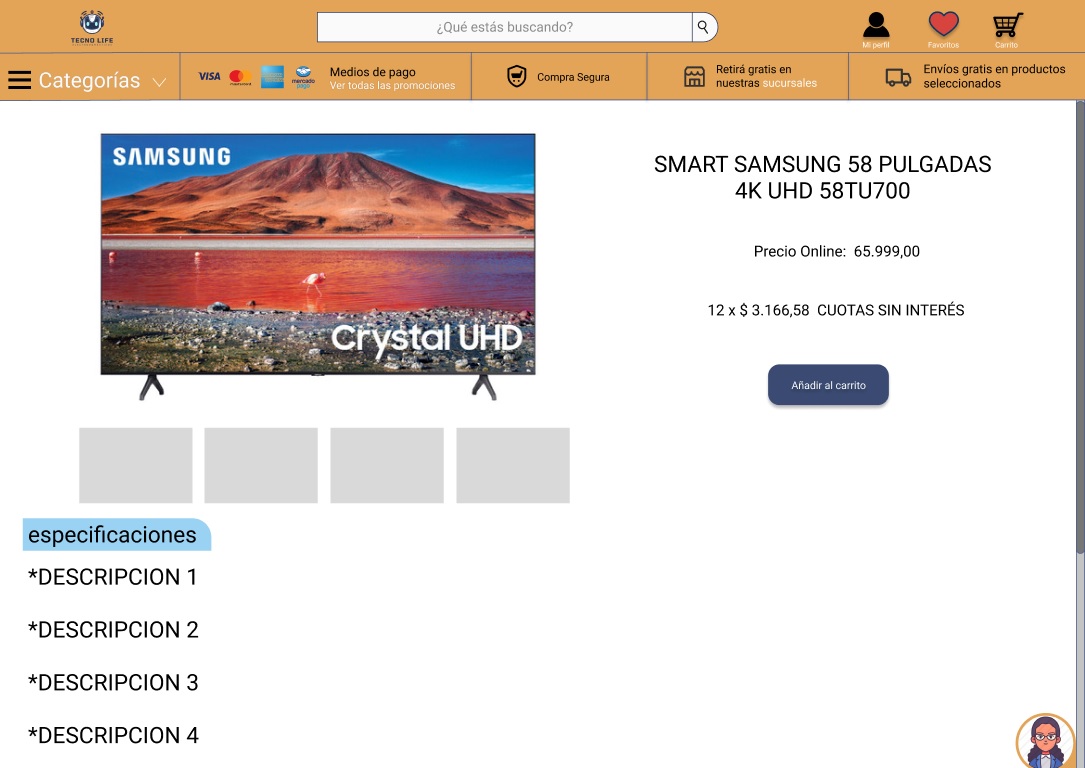 TECNO LIFE
¿Qué estás buscando?
Mi perfil
Favoritos
Carrito
Categorías
VISA
mastercard
mercado
pago
Medios de pago
Ver todas las promociones
Compra Segura
Retirá gratis en
nuestras sucursales
Envíos gratis en productos
seleccionados
SAMSUNG
Crystal UHD
SMART SAMSUNG 58 PULGADAS
4K UHD 58TU700
Precio Online: 65.999,00
12 x $ 3.166,58 CUOTAS SIN INTERÉS
Añadir al carrito
especificaciones
*DESCRIPCION 1
*DESCRIPCION 2
*DESCRIPCION 3
*DESCRIPCION 4